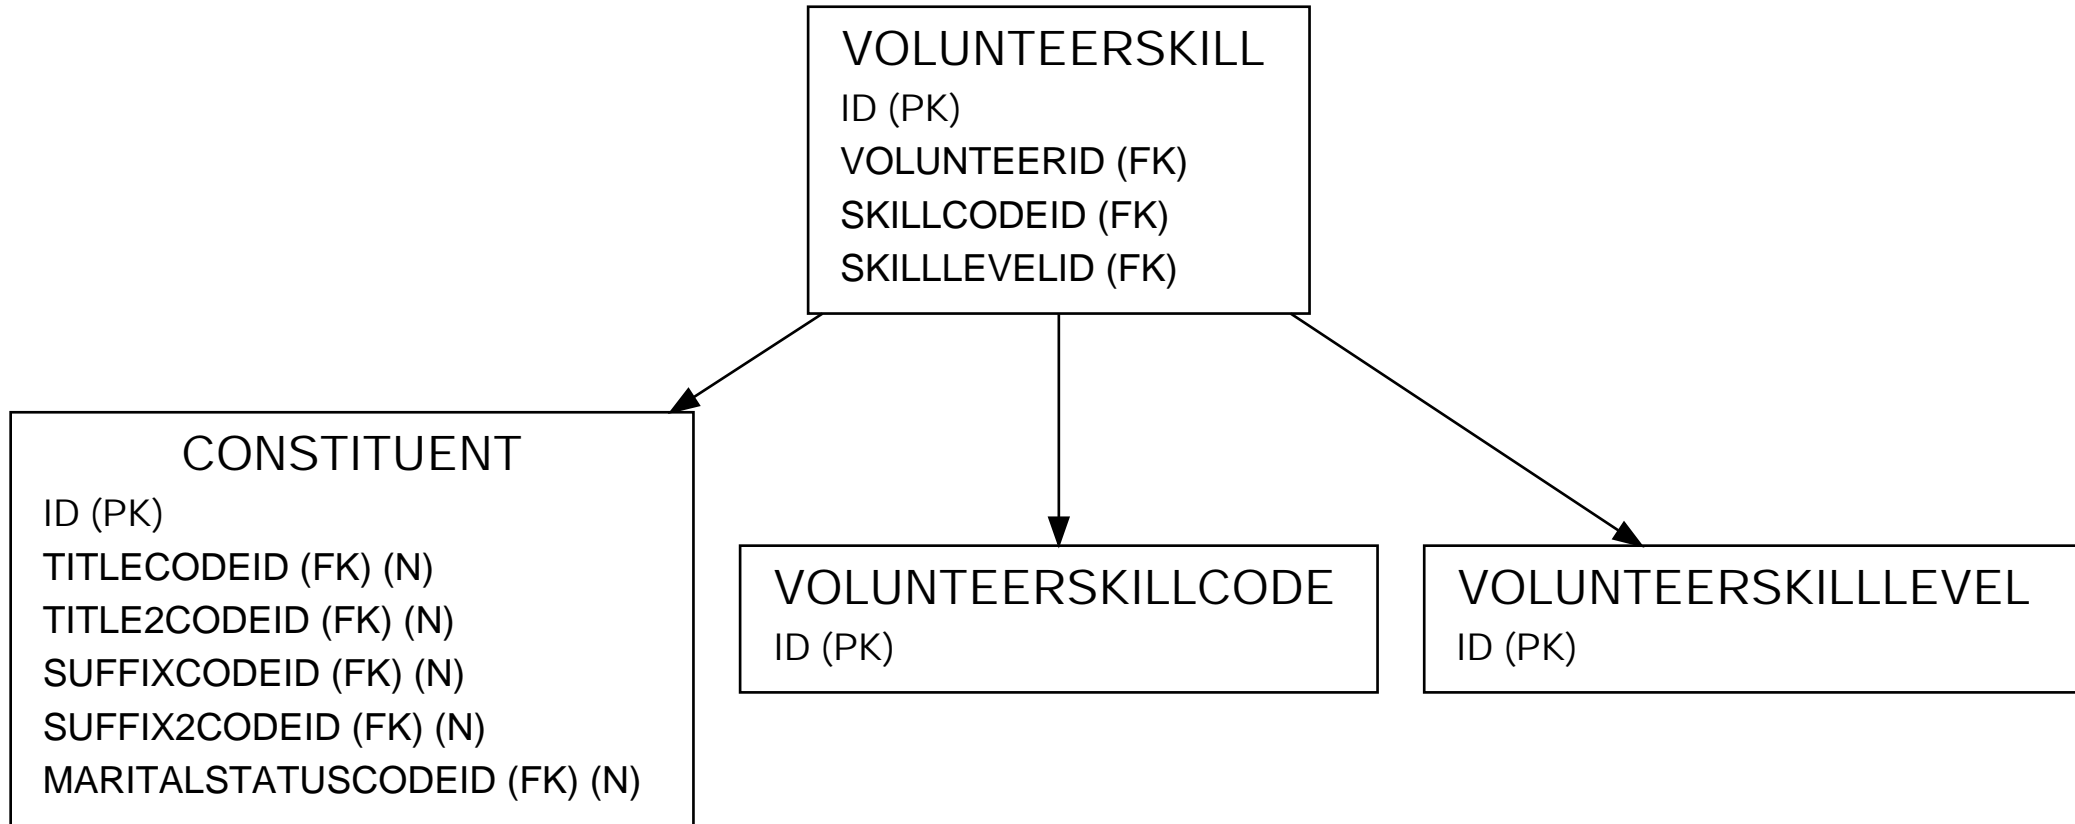 VOLUNTEERSKILL
ID (PK)
VOLUNTEERID (FK)
SKILLCODEID (FK)
SKILLLEVELID (FK)
CONSTITUENT
ID (PK)
TITLECODEID (FK) (N)
TITLE2CODEID (FK) (N)
SUFFIXCODEID (FK) (N)
SUFFIX2CODEID (FK) (N)
MARITALSTATUSCODEID (FK) (N)
VOLUNTEERSKILLCODE
ID (PK)
VOLUNTEERSKILLLEVEL
ID (PK)